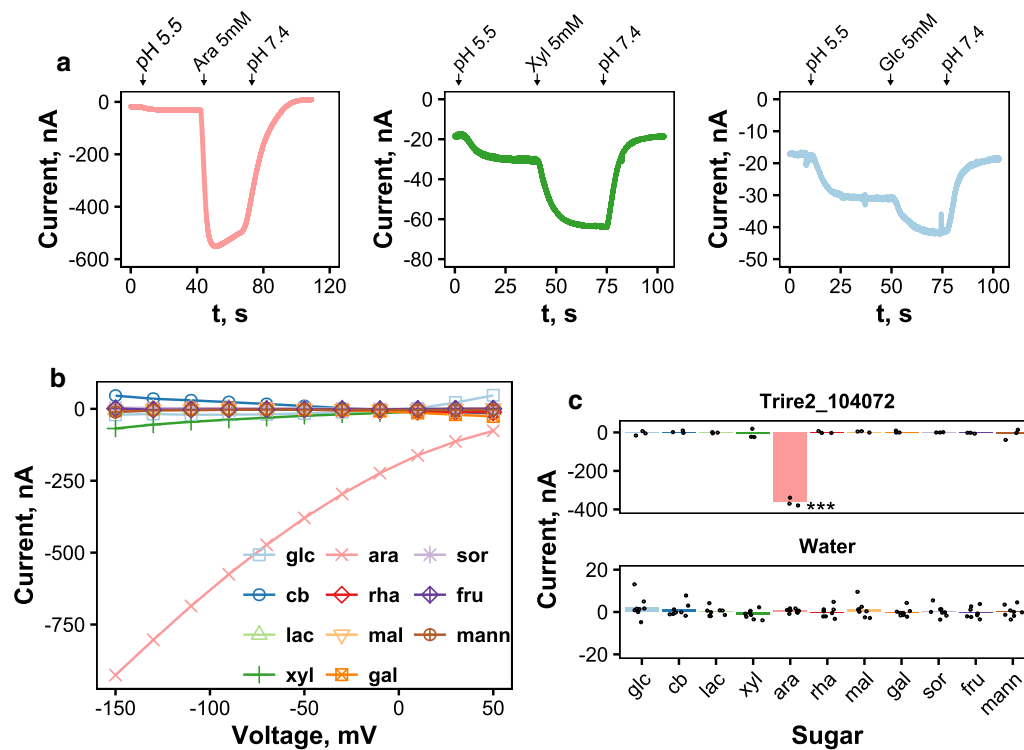 a
pH 5.5
Ara 5mM
pH 7.4
pH 5.5
Xyl 5mM
pH 7.4
pH 5.5
Glc 5mM
pH 7.4
Current, nA
0
-200
-400
-600
0 40 80 120
t, s
Current, nA
0
-20
-40
-60
-80
0 25 50 75 100
t, s
Current, nA
0
-10
-20
-30
-40
-50
0 25 50 75 100
t, s
b
Current, nA
0
-250
-500
-750
glc ara sor
cb rha fru
lac mal mann
xyl gal
-150 -100 -50 0 50
Voltage, mV
c
Trire2_104072
Current, nA
0
-200
-400
***
Water
20
0
-20
glc cb lac xyl ara rha mal gal sor fru mann
Sugar